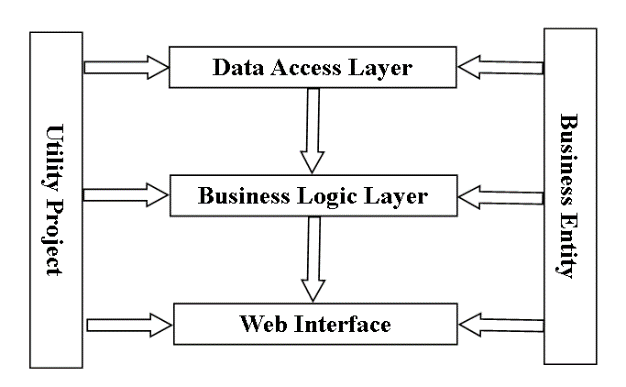 Data Access Layer
Utility Project
Business Logic Layer
Business Entity
Web Interface